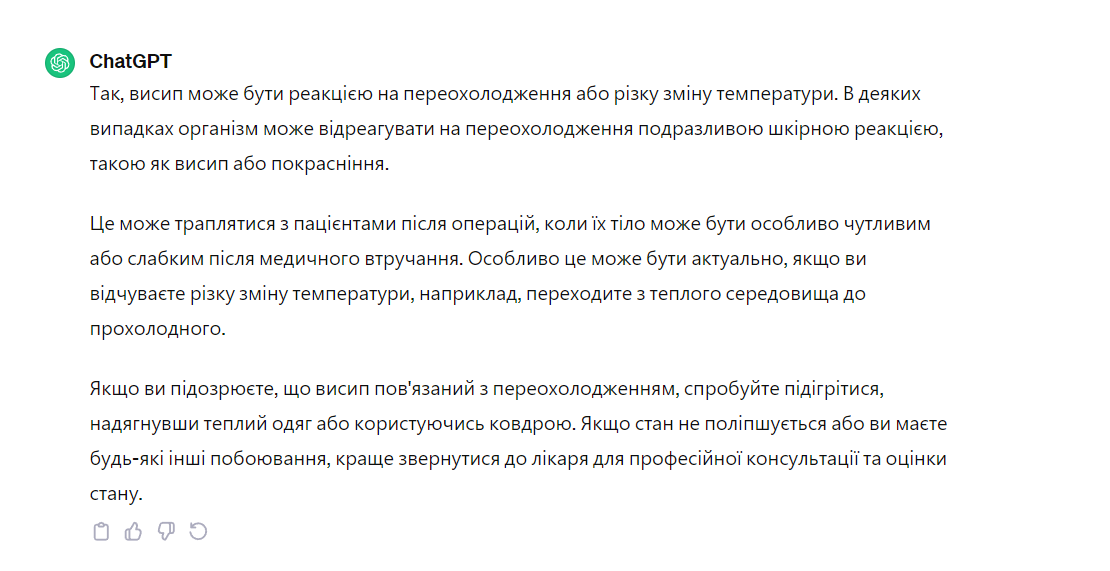 ChatGPT
Так, висип може бути реакцією на переохолодження або різку зміну температури. В деяких
випадках організм може відреагувати на переохолодження подразливою шкірною реакцією,
такою як висип або покрасніння.
Це може траплятися з пацієнтами після операцій, коли їх тіло може бути особливо чутливим
або слабким після медичного втручання. Особливо це може бути актуально, якщо ви
відчуваєте різку зміну температури, наприклад, переходите з теплого середовища до
прохолодного.
Якщо ви підозрюєте, що висип пов'язаний з переохолодженням, спробуйте підігрітися,
надягнувши теплий одяг або користуючись ковдрою. Якщо стан не поліпшується або ви маєте
будь-які інші побоювання, краще звернутися до лікаря для професійної консультації та оцінки
стану.